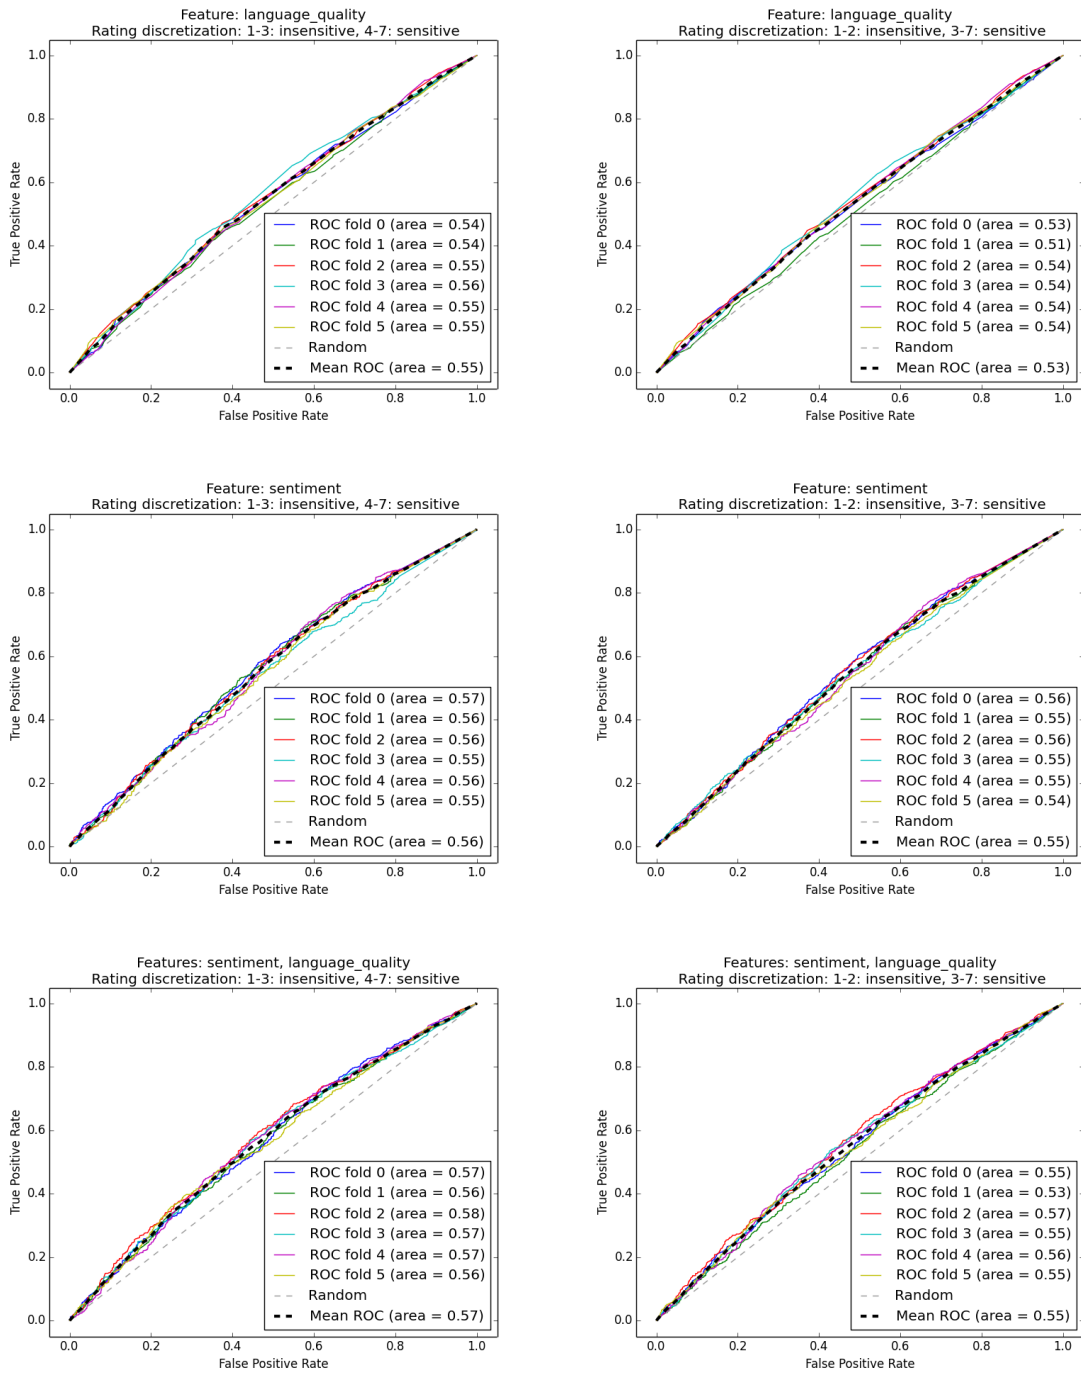 Feature: language_quality
Rating discretization: 1-3: insensitive, 4-7: sensitive
1.0
0.8
0.6
0.4
0.2
0.0
True Positive Rate
ROC fold 0 (area = 0.54)
ROC fold 1 (area = 0.54)
ROC fold 2 (area = 0.55)
ROC fold 3 (area = 0.56)
ROC fold 4 (area = 0.55)
ROC fold 5 (area = 0.55)
Random
Mean ROC (area = 0.55)
0.0 0.2 0.4 0.6 0.8 1.0
False Positive Rate
Feature: language_quality
Rating discretization: 1-2: insensitive, 3-7: sensitive
1.0
0.8
0.6
0.4
0.2
0.0
True Positive Rate
ROC fold 0 (area = 0.53)
ROC fold 1 (area = 0.51)
ROC fold 2 (area = 0.54)
ROC fold 3 (area = 0.54)
ROC fold 4 (area = 0.54)
ROC fold 5 (area = 0.54)
Random
Mean ROC (area = 0.53)
0.0 0.2 0.4 0.6 0.8 1.0
False Positive Rate
Feature: sentiment
Rating discretization: 1-3: insensitive, 4-7: sensitive
1.0
0.8
0.6
0.4
0.2
0.0
True Positive Rate
ROC fold 0 (area = 0.57)
ROC fold 1 (area = 0.56)
ROC fold 2 (area = 0.56)
ROC fold 3 (area = 0.55)
ROC fold 4 (area = 0.56)
ROC fold 5 (area = 0.55)
Random
Mean ROC (area = 0.56)
0.0 0.2 0.4 0.6 0.8 1.0
False Positive Rate
Feature: sentiment
Rating discretization: 1-2: insensitive, 3-7: sensitive
1.0
0.8
0.6
0.4
0.2
0.0
True Positive Rate
ROC fold 0 (area = 0.56)
ROC fold 1 (area = 0.55)
ROC fold 2 (area = 0.56)
ROC fold 3 (area = 0.55)
ROC fold 4 (area = 0.55)
ROC fold 5 (area = 0.54)
Random
Mean ROC (area = 0.55)
0.0 0.2 0.4 0.6 0.8 1.0
False Positive Rate
Features: sentiment, language_quality
Rating discretization: 1-3: insensitive, 4-7: sensitive
1.0
0.8
0.6
0.4
0.2
0.0
True Positive Rate
ROC fold 0 (area = 0.57)
ROC fold 1 (area = 0.56)
ROC fold 2 (area = 0.58)
ROC fold 3 (area = 0.57)
ROC fold 4 (area = 0.57)
ROC fold 5 (area = 0.56)
Random
Mean ROC (area = 0.57)
0.0 0.2 0.4 0.6 0.8 1.0
False Positive Rate
Features: sentiment, language_quality
Rating discretization: 1-2: insensitive, 3-7: sensitive
1.0
0.8
0.6
0.4
0.2
0.0
True Positive Rate
ROC fold 0 (area = 0.55)
ROC fold 1 (area = 0.53)
ROC fold 2 (area = 0.57)
ROC fold 3 (area = 0.55)
ROC fold 4 (area = 0.56)
ROC fold 5 (area = 0.55)
Random
Mean ROC (area = 0.55)
0.0 0.2 0.4 0.6 0.8 1.0
False Positive Rate